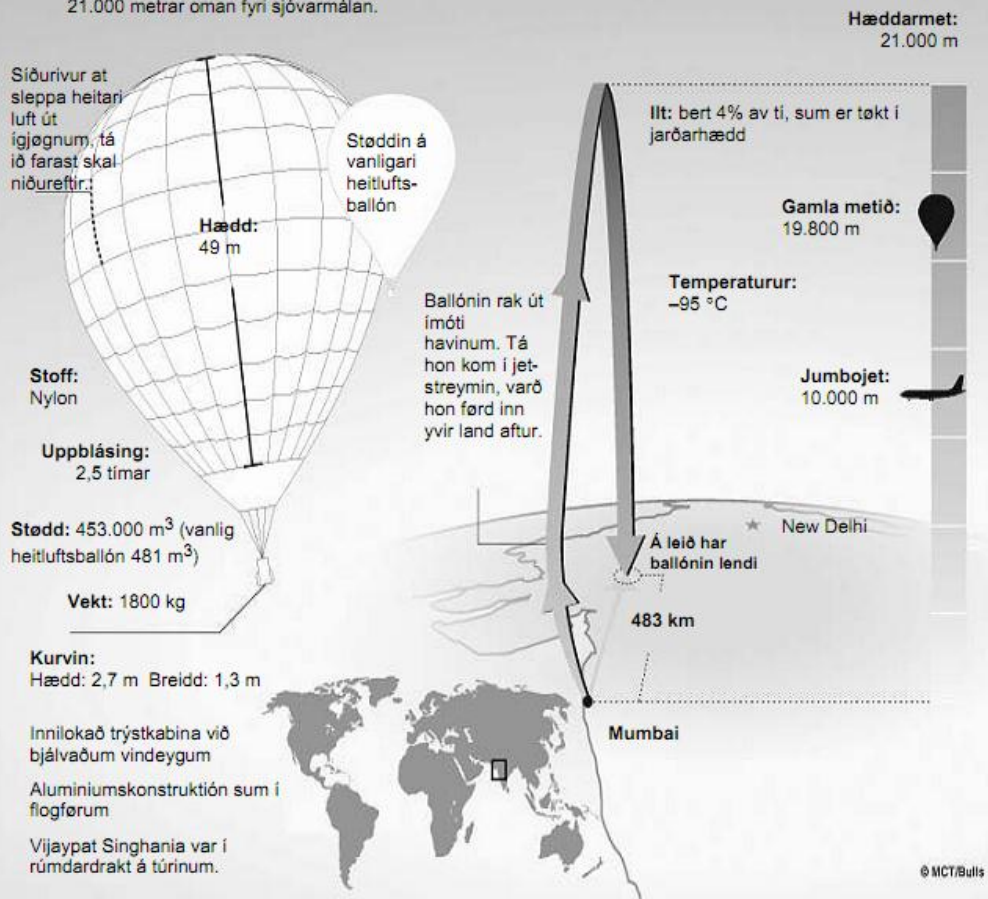 21.000 metrar oman fyri sjóvarmálan.
Hæddarmet:
21.000 m
Síðurivur at
sleppa heitari
luft út
ígjøgnum, tá
ið farast skal
niðureftir.
Støddin á
vanligari
heitlufts-
ballón
Hædd:
49 m
Ilt: bert 4% av tí, sum er tøkt í
jarðarhædd
Gamla metið:
19.800 m
Temperaturur:
–95 °C
Ballónin rak út
ímóti
havinum. Tá
hon kom í jet-
streymin, varð
hon førd inn
yvir land aftur.
Jumbojet:
10.000 m
Stoff:
Nylon
Uppblásing:
2,5 tímar
Stødd: 453.000 m³ (vanlig
heitluftsballón 481 m³)
Vekt: 1800 kg
New Delhi
Á leið har
ballónin lendi
483 km
Mumbai
Kurvin:
Hædd: 2,7 m Breidd: 1,3 m
Innilokað trýstkabina við
bjálvaðum vindeygum
Aluminiumskonstruktión sum í
flogførum
Vijaypat Singhania var í
rúmdardrakt á túrinum.
© MCT/Bulls